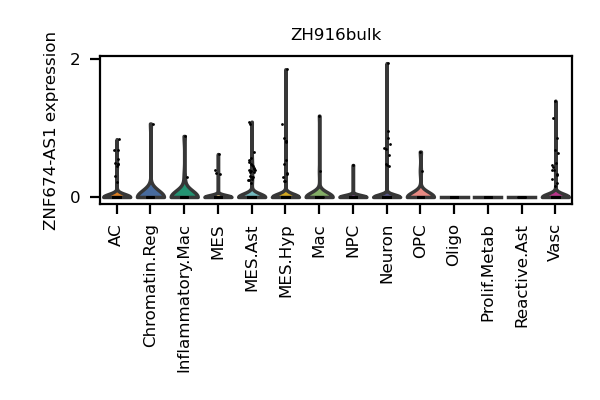 ZH916bulk
ZNF674-AS1 expression
2
0
AC
Chromatin.Reg
Inflammatory.Mac
MES
MES.Ast
MES.Hyp
Mac
NPC
Neuron
OPC
Oligo
Prolif.Metab
Reactive.Ast
Vasc